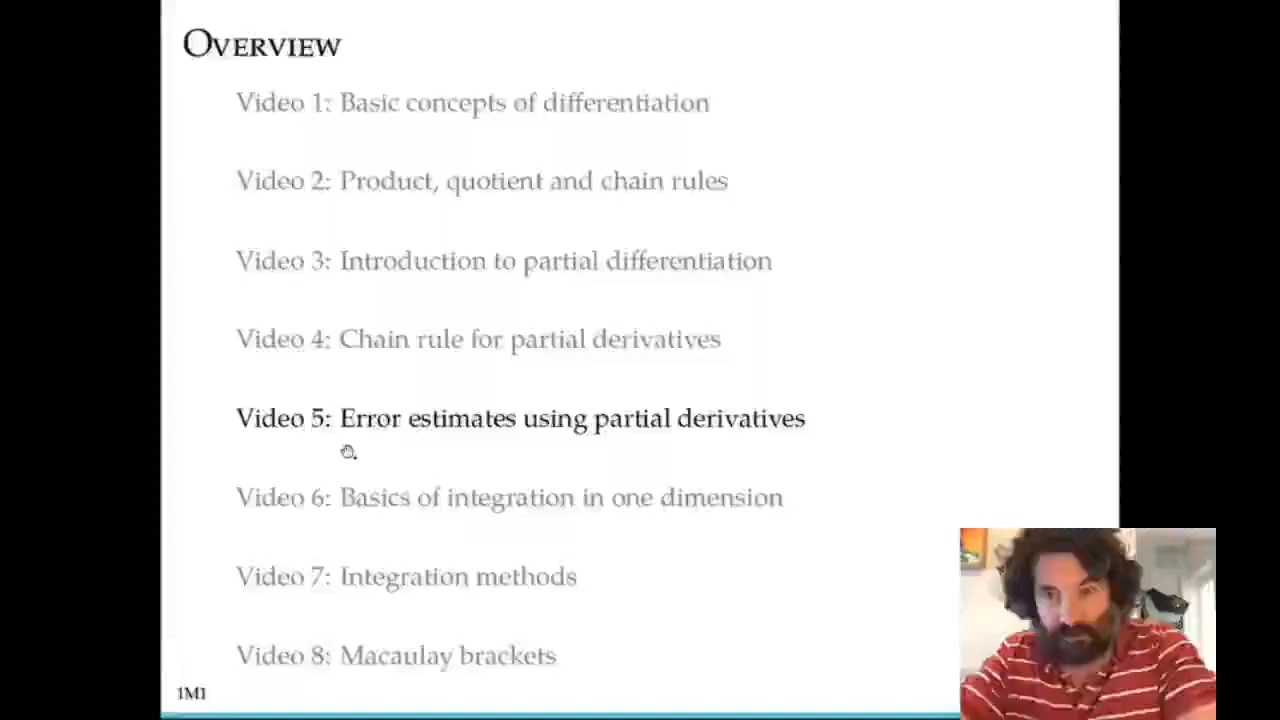 OVERVIEW
Video 1: Basic concepts of differentiation
Video 2: Product, quotient and chain rules
Video 3: Introduction to partial differentiation
Video 4: Chain rule for partial derivatives
Video 5: Error estimates using partial derivatives
Video 6: Basics of integration in one dimension
Video 7: Integration methods
Video 8: Macaulay brackets
1M1